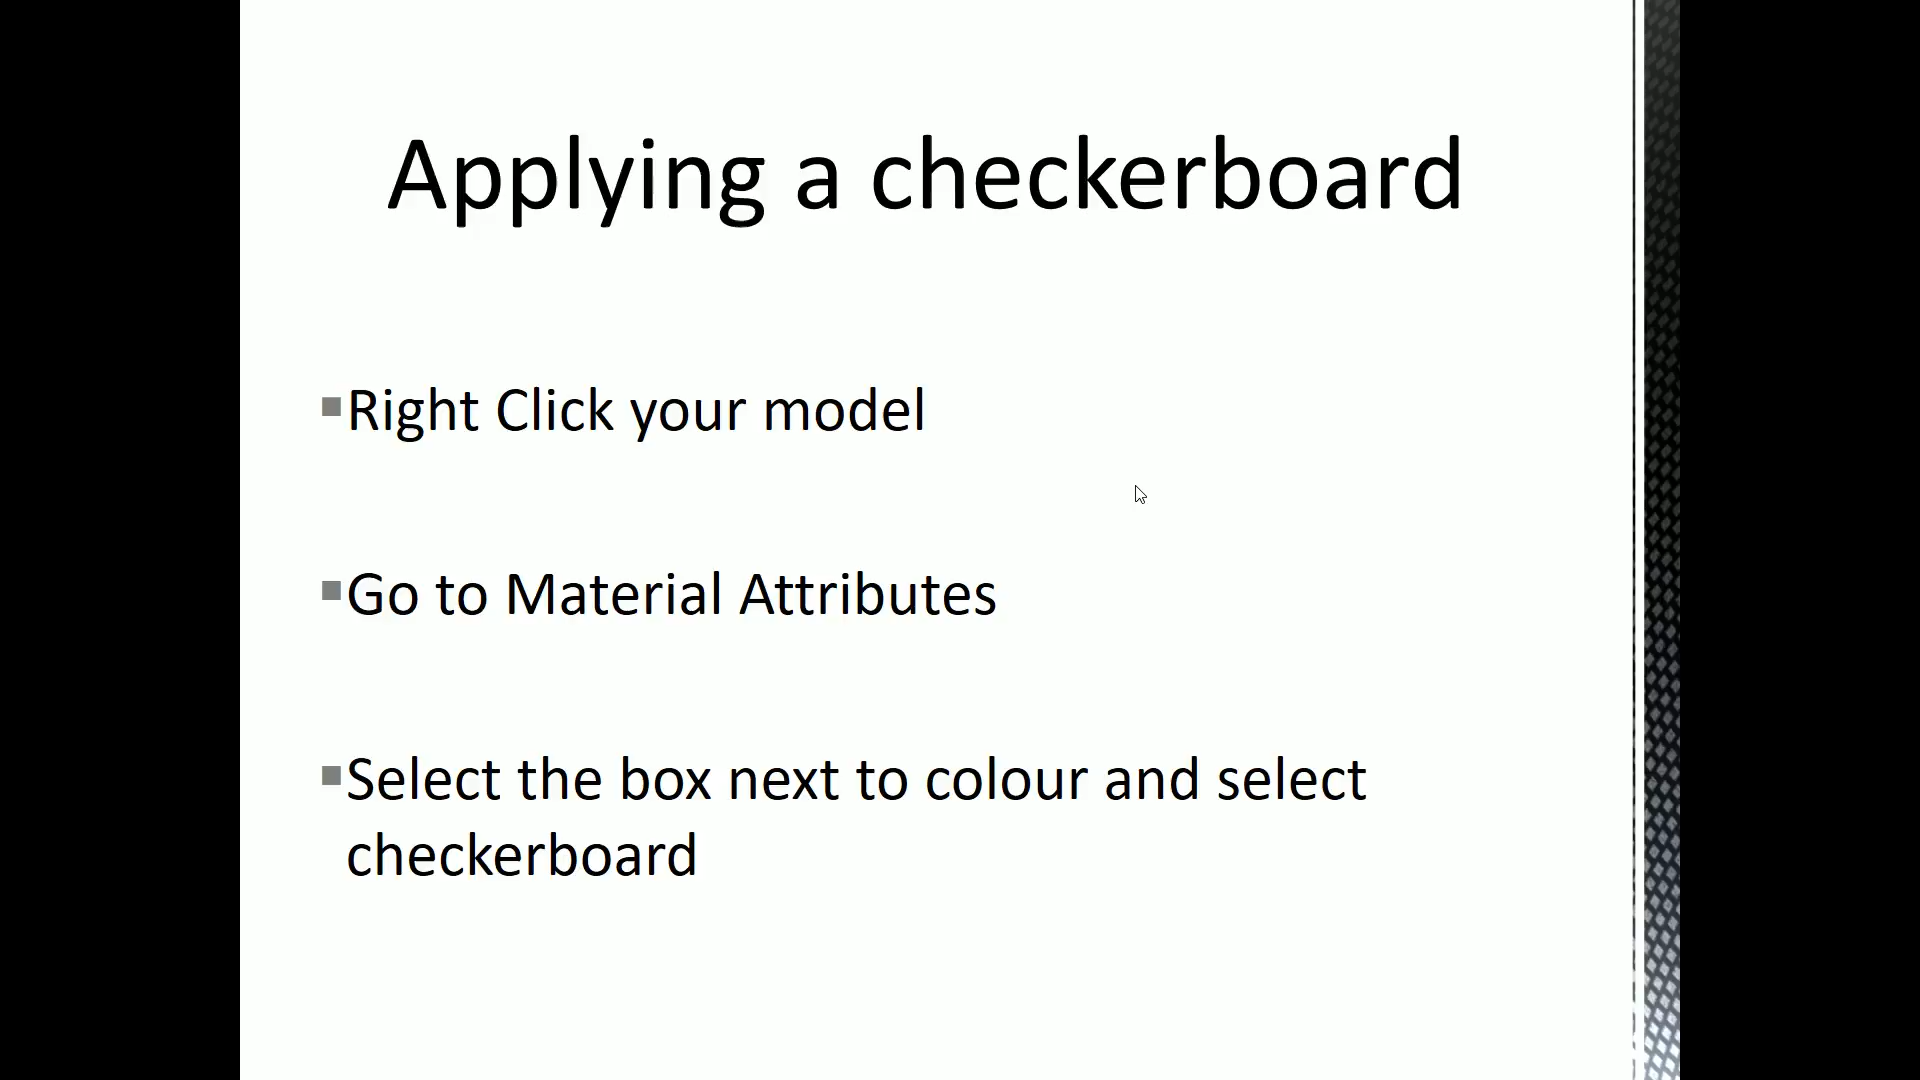 Applying a checkerboard
Right Click your model
Go to Material Attributes
Select the box next to colour and select
checkerboard